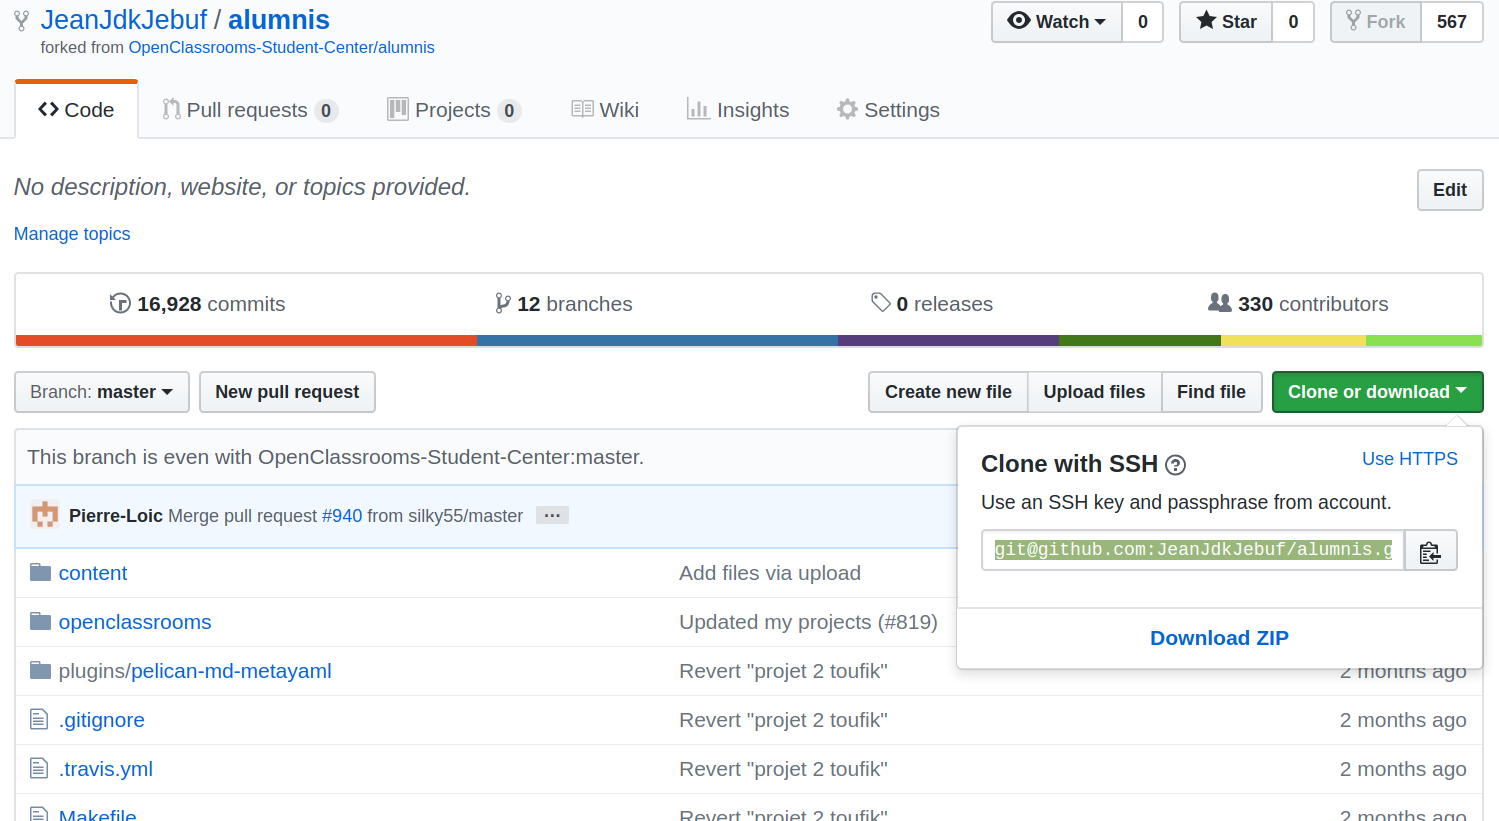 JeanJdkJebuf / alumnis
Watch 0 Star 0 Fork 567
forked from OpenClassrooms-Student-Center/alumnis
Code Pull requests 0 Projects 0 Wiki Insights Settings
No description, website, or topics provided.
Edit
Manage topics
16,928 commits 12 branches 0 releases 330 contributors
Branch: master New pull request Create new file Upload files Find file Clone or download
This branch is even with OpenClassrooms-Student-Center:master.
Clone with SSH ? Use HTTPS
Use an SSH key and passphrase from account.
git@github.com:JeanJdkJebuf/alumnis.g
Download ZIP
Pierre-Loic Merge pull request #940 from silky55/master ...
content Add files via upload
openclassrooms Updated my projects (#819)
plugins/pelican-md-metayaml Revert "projet 2 toufik" 2 months ago
.gitignore Revert "projet 2 toufik" 2 months ago
.travis.yml Revert "projet 2 toufik" 2 months ago
Makefile Revert "projet 2 toufik" 2 months ago